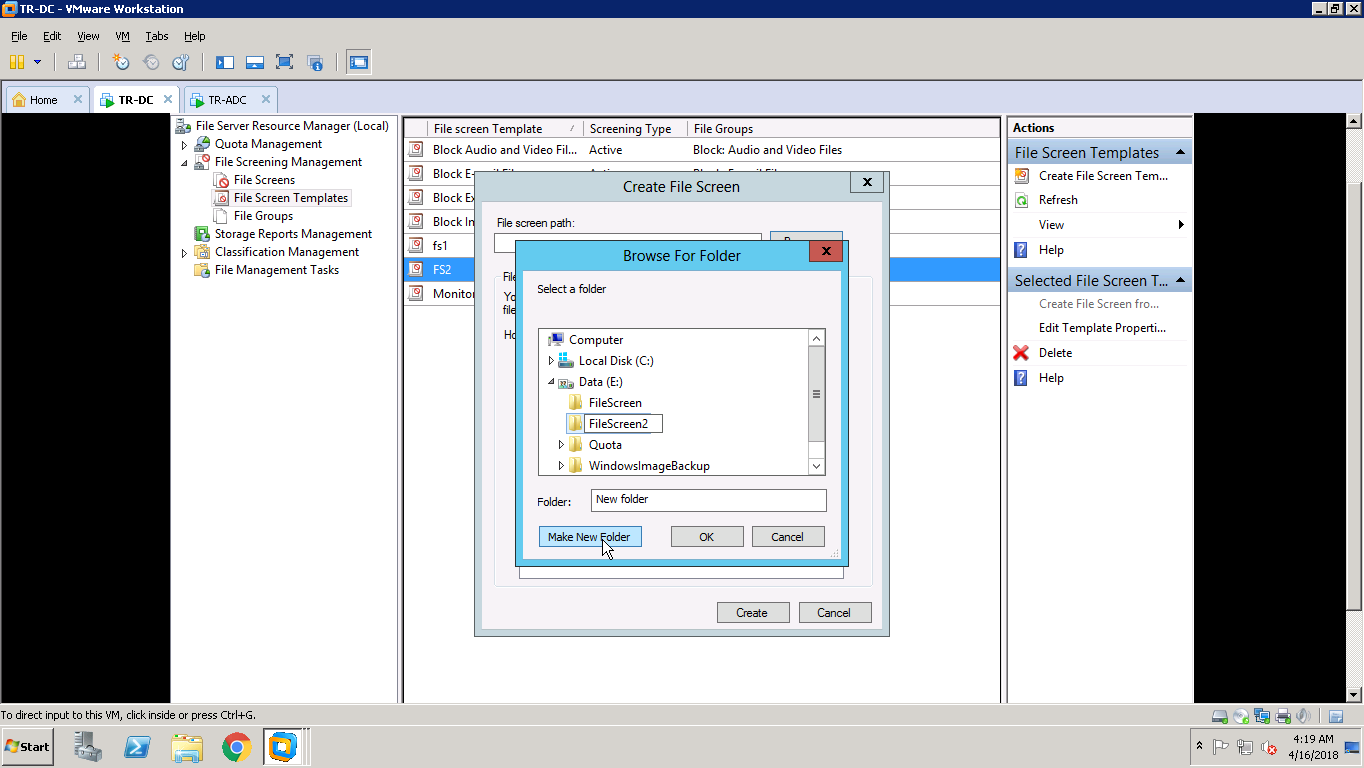 TR-DC - VMware Workstation
File Edit View VM Tabs Help
Home TR-DC TR-ADC
File Server Resource Manager (Local)
Quota Management
File Screening Management
File Screens
File Screen Templates
File Groups
Storage Reports Management
Classification Management
File Management Tasks
File screen Template Screening Type File Groups
Block Audio and Video Fil... Active Block: Audio and Video Files
Block E-
Block Ex
Block In
fs1
FS2
Monitor
Create File Screen
File screen path:
Browse For Folder
Select a folder
Computer
Local Disk (C:)
Data (E:)
FileScreen
FileScreen2
Quota
WindowsImageBackup
Folder: New folder
Make New Folder OK Cancel
Create Cancel
Actions
File Screen Templates
Create File Screen Tem...
Refresh
View
Help
Selected File Screen T...
Create File Screen fro...
Edit Template Properti...
Delete
Help
To direct input to this VM, click inside or press Ctrl+G.
Start
4:19 AM
4/16/2018